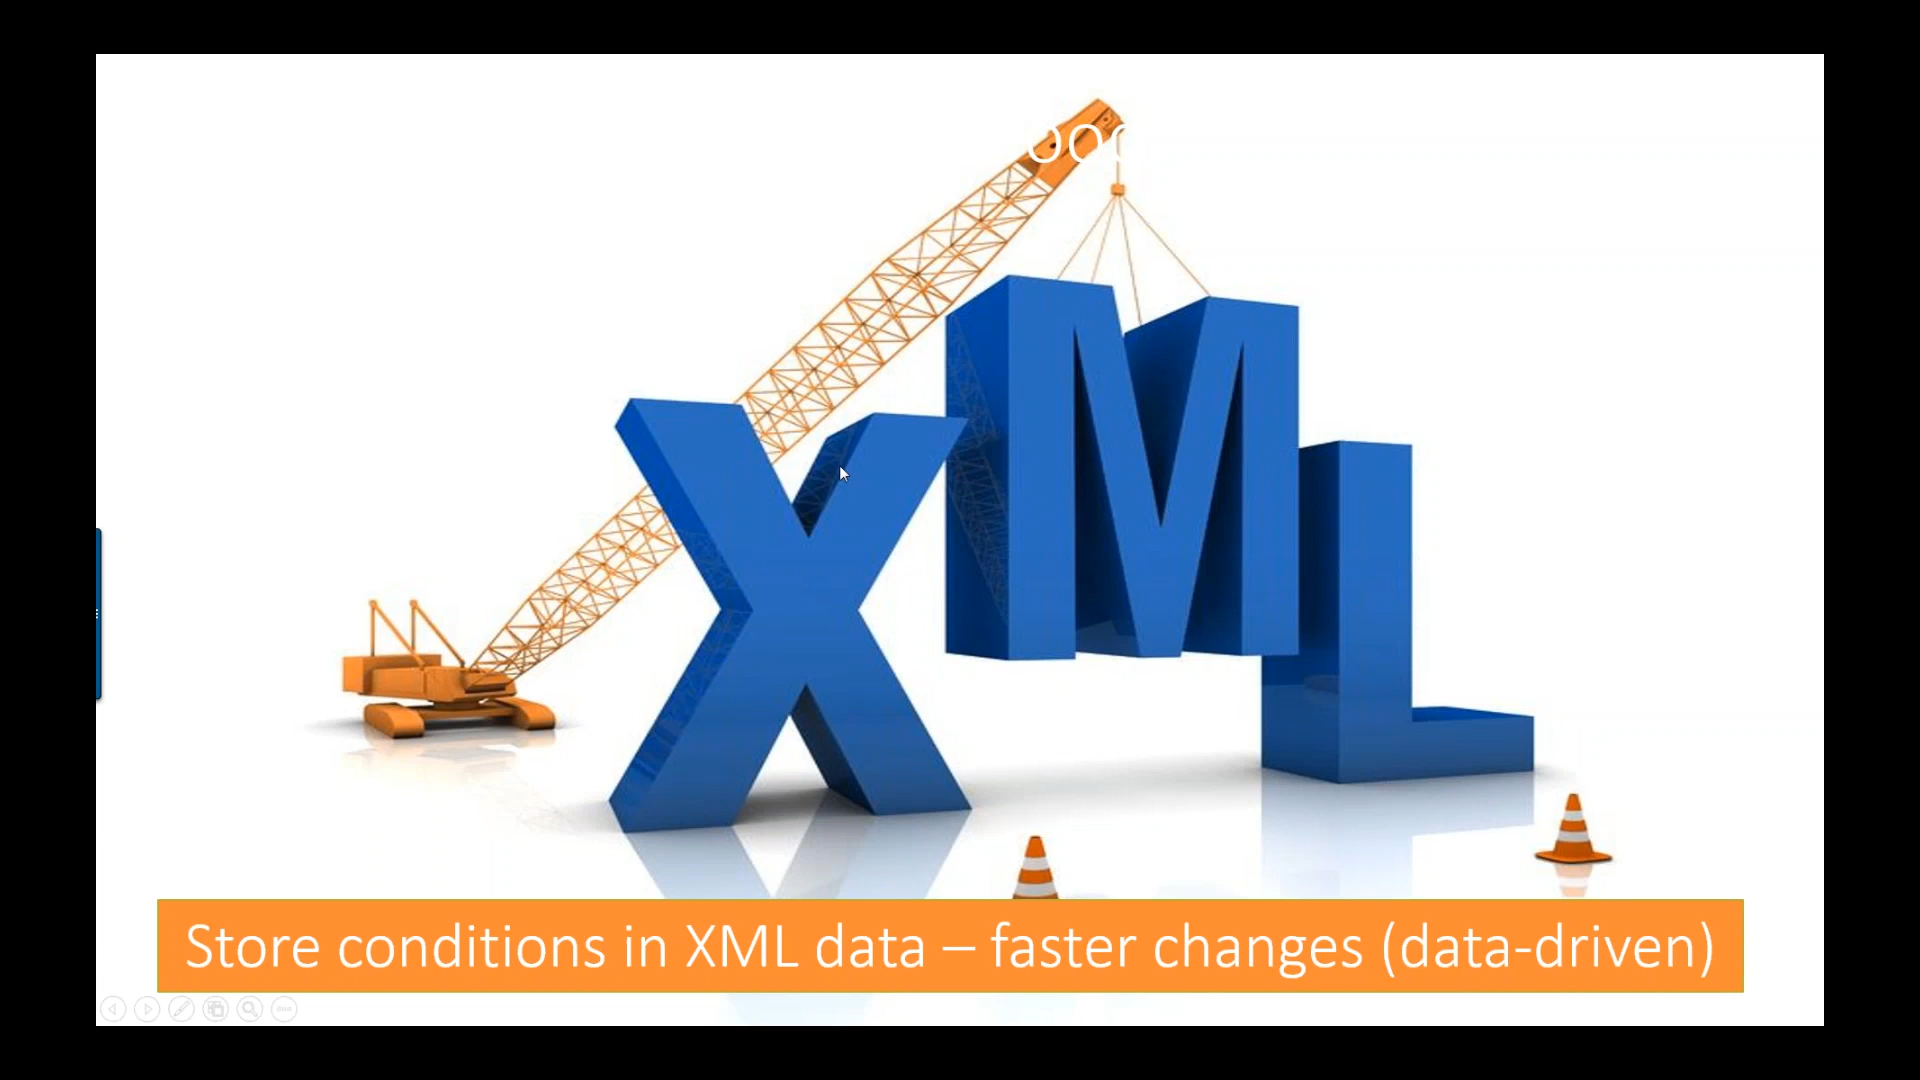 XML
Store conditions in XML data – faster changes (data-driven)